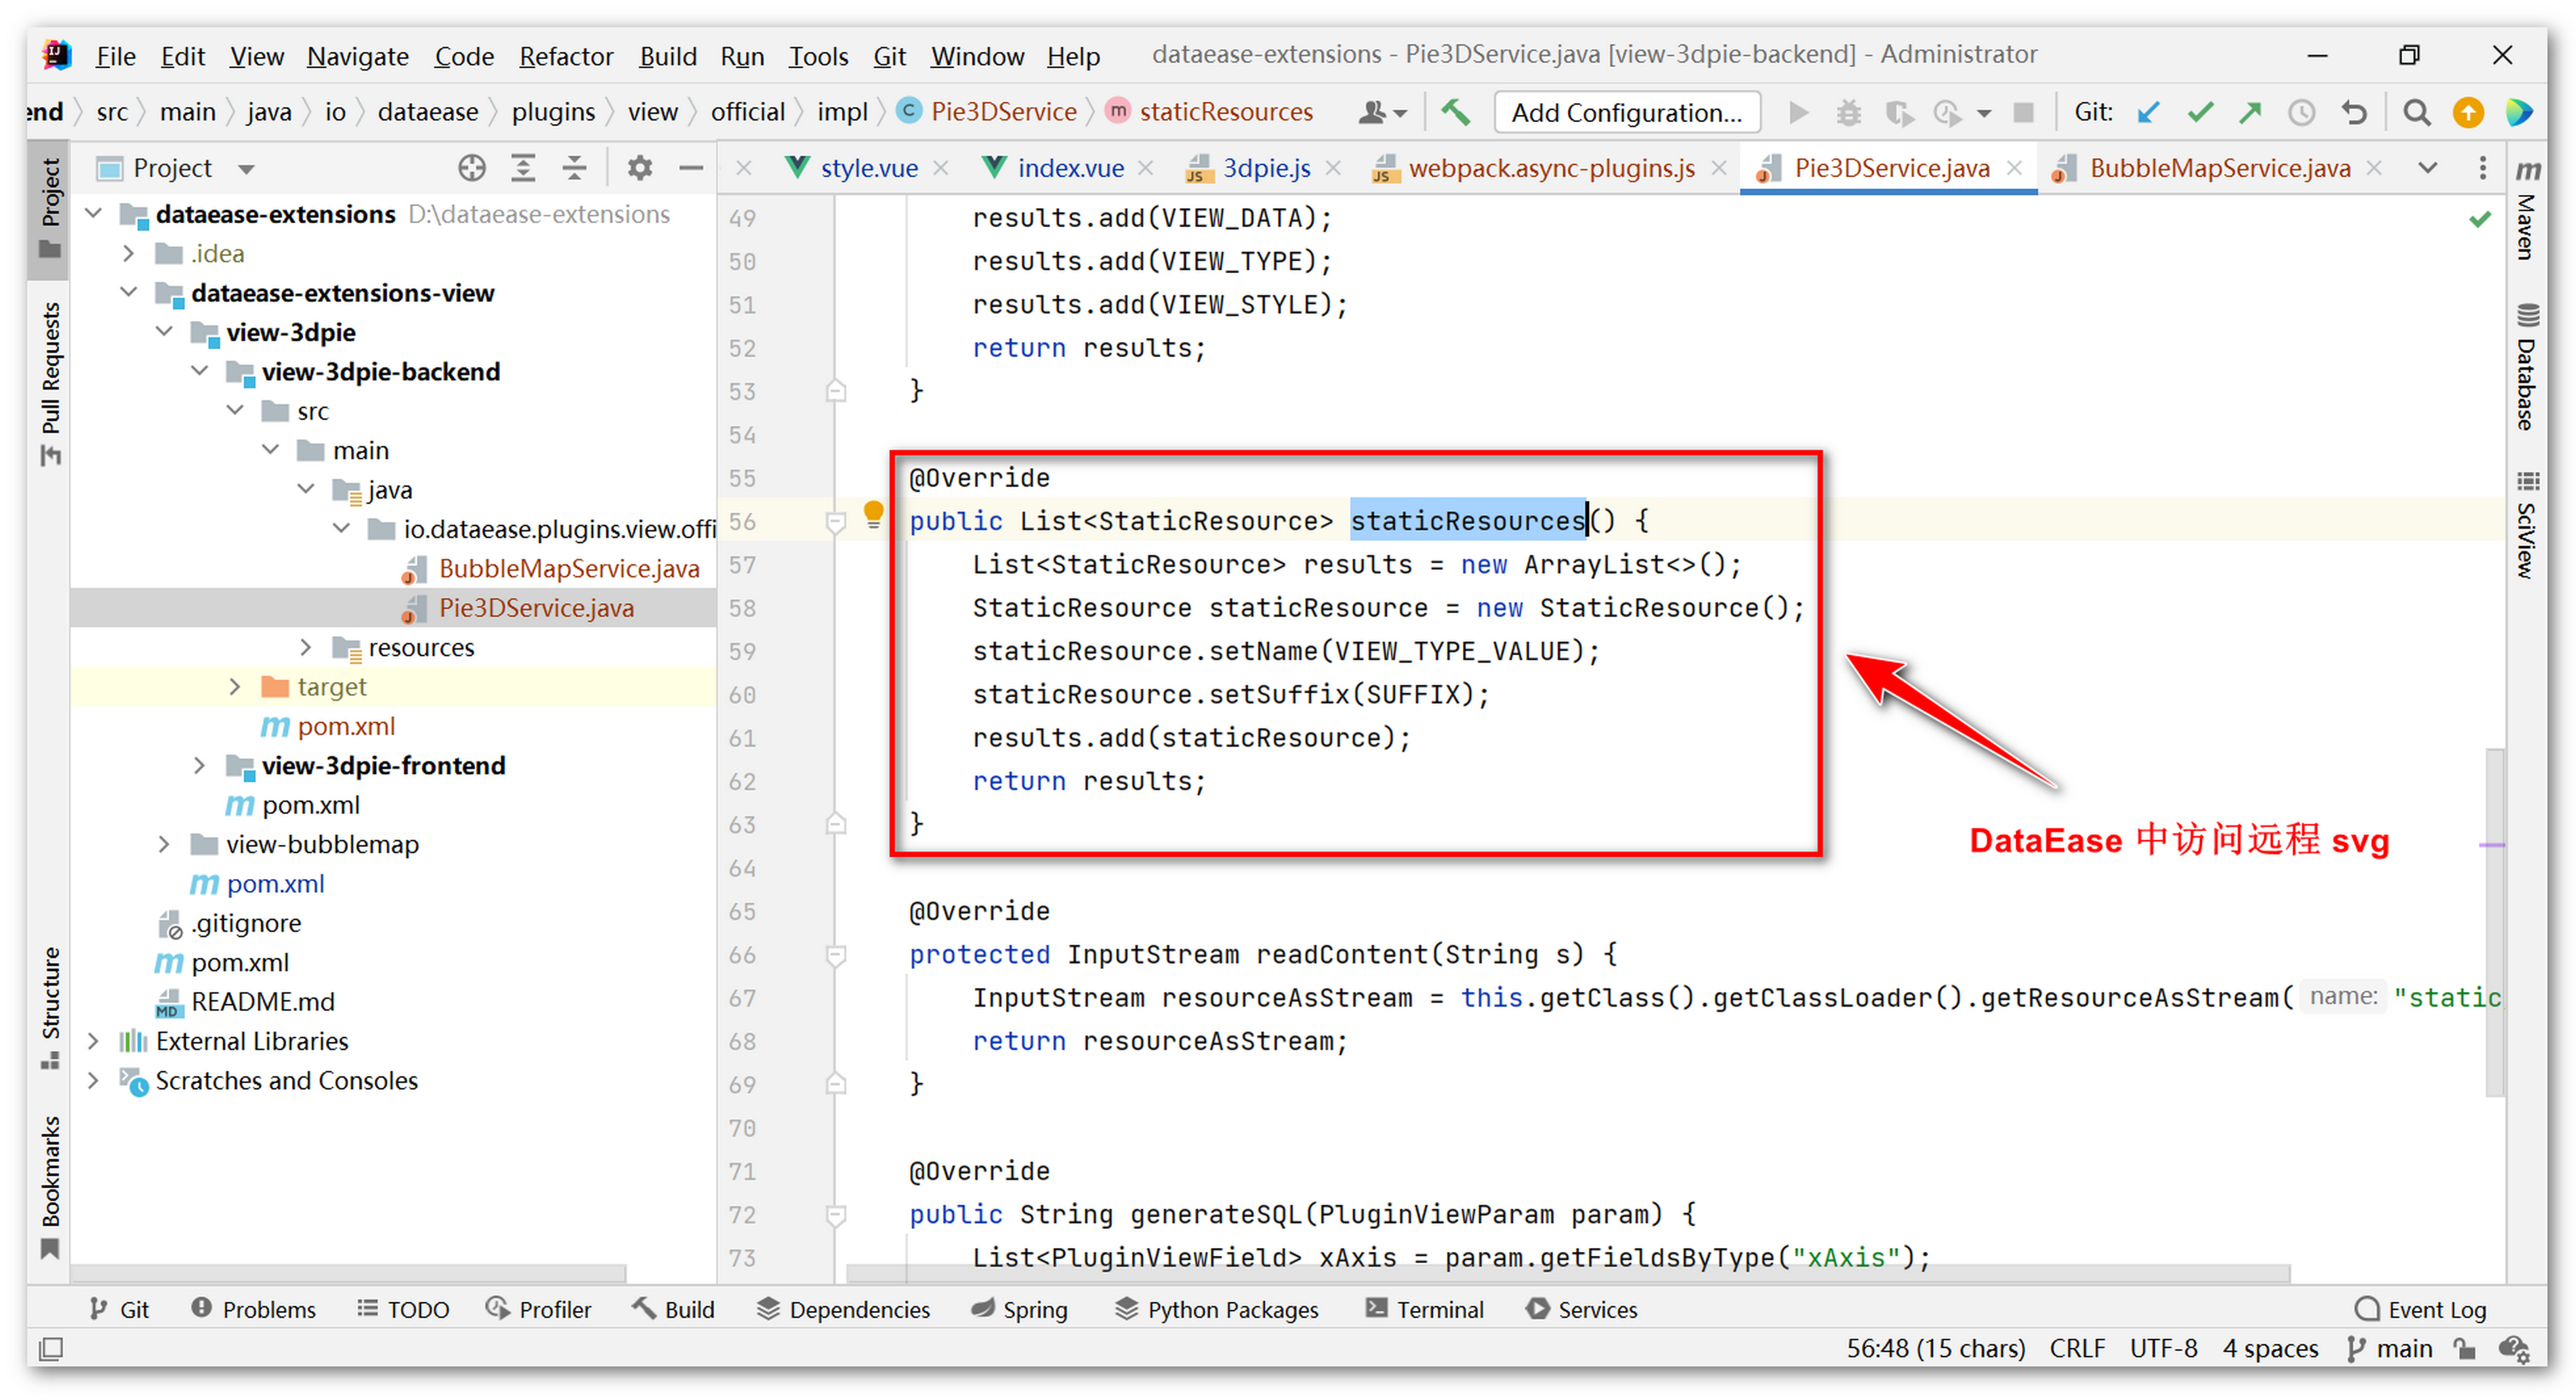 File Edit View Navigate Code Refactor Build Run Tools Git Window Help dataease-extensions - Pie3DService.java [view-3dpie-backend] - Administrator
end src main java io dataease plugins view official impl Pie3DService staticResources Add Configuration... Git:
Project style.vue index.vue 3dpie.js webpack.async-plugins.js Pie3DService.java BubbleMapService.java
Project
Pull Requests
Structure
Bookmarks
dataease-extensions D:\dataease-extensions
.idea
dataease-extensions-view
view-3dpie
view-3dpie-backend
src
main
java
io.dataease.plugins.view.offi
BubbleMapService.java
Pie3DService.java
resources
target
pom.xml
view-3dpie-frontend
pom.xml
view-bubblemap
pom.xml
.gitignore
pom.xml
README.md
External Libraries
Scratches and Consoles
49 results.add(VIEW_DATA);
50 results.add(VIEW_TYPE);
51 results.add(VIEW_STYLE);
52 return results;
53 }
54
55 @Override
56 public List<StaticResource> staticResources() {
57 List<StaticResource> results = new ArrayList<>();
58 StaticResource staticResource = new StaticResource();
59 staticResource.setName(VIEW_TYPE_VALUE);
60 staticResource.setSuffix(SUFFIX);
61 results.add(staticResource);
62 return results;
63 }
64
65 @Override
66 protected InputStream readContent(String s) {
67 InputStream resourceAsStream = this.getClass().getClassLoader().getResourceAsStream( name: "static
68 return resourceAsStream;
69 }
70
71 @Override
72 public String generateSQL(PluginViewParam param) {
73 List<PluginViewField> xAxis = param.getFieldsByType("xAxis");
DataEase 中访问远程 svg
Maven
Database
SciView
Git Problems TODO Profiler Build Dependencies Spring Python Packages Terminal Services Event Log
56:48 (15 chars) CRLF UTF-8 4 spaces main